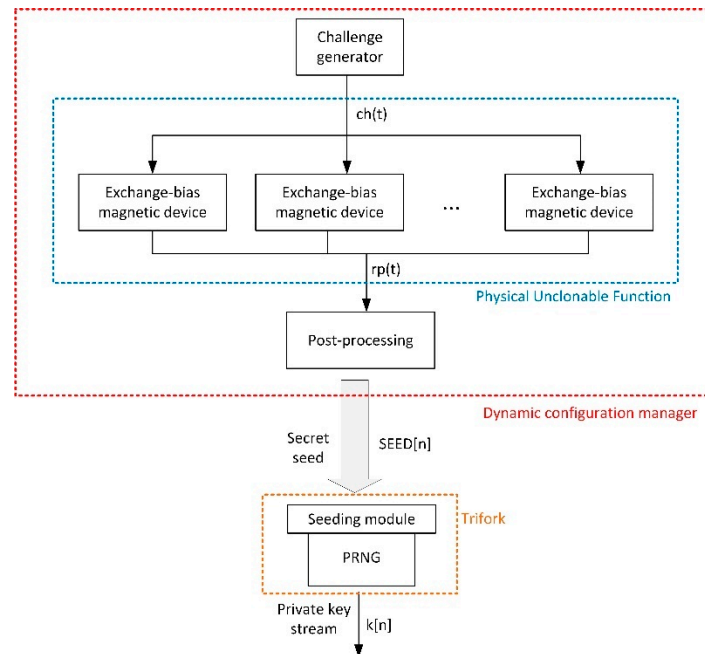 Challenge
generator
ch(t)
Exchange-bias
magnetic device
Exchange-bias
magnetic device
...
Exchange-bias
magnetic device
rp(t)
Physical Unclonable Function
Post-processing
Dynamic configuration manager
Secret
seed
SEED[n]
Seeding module
Trifork
PRNG
Private key
stream
k[n]